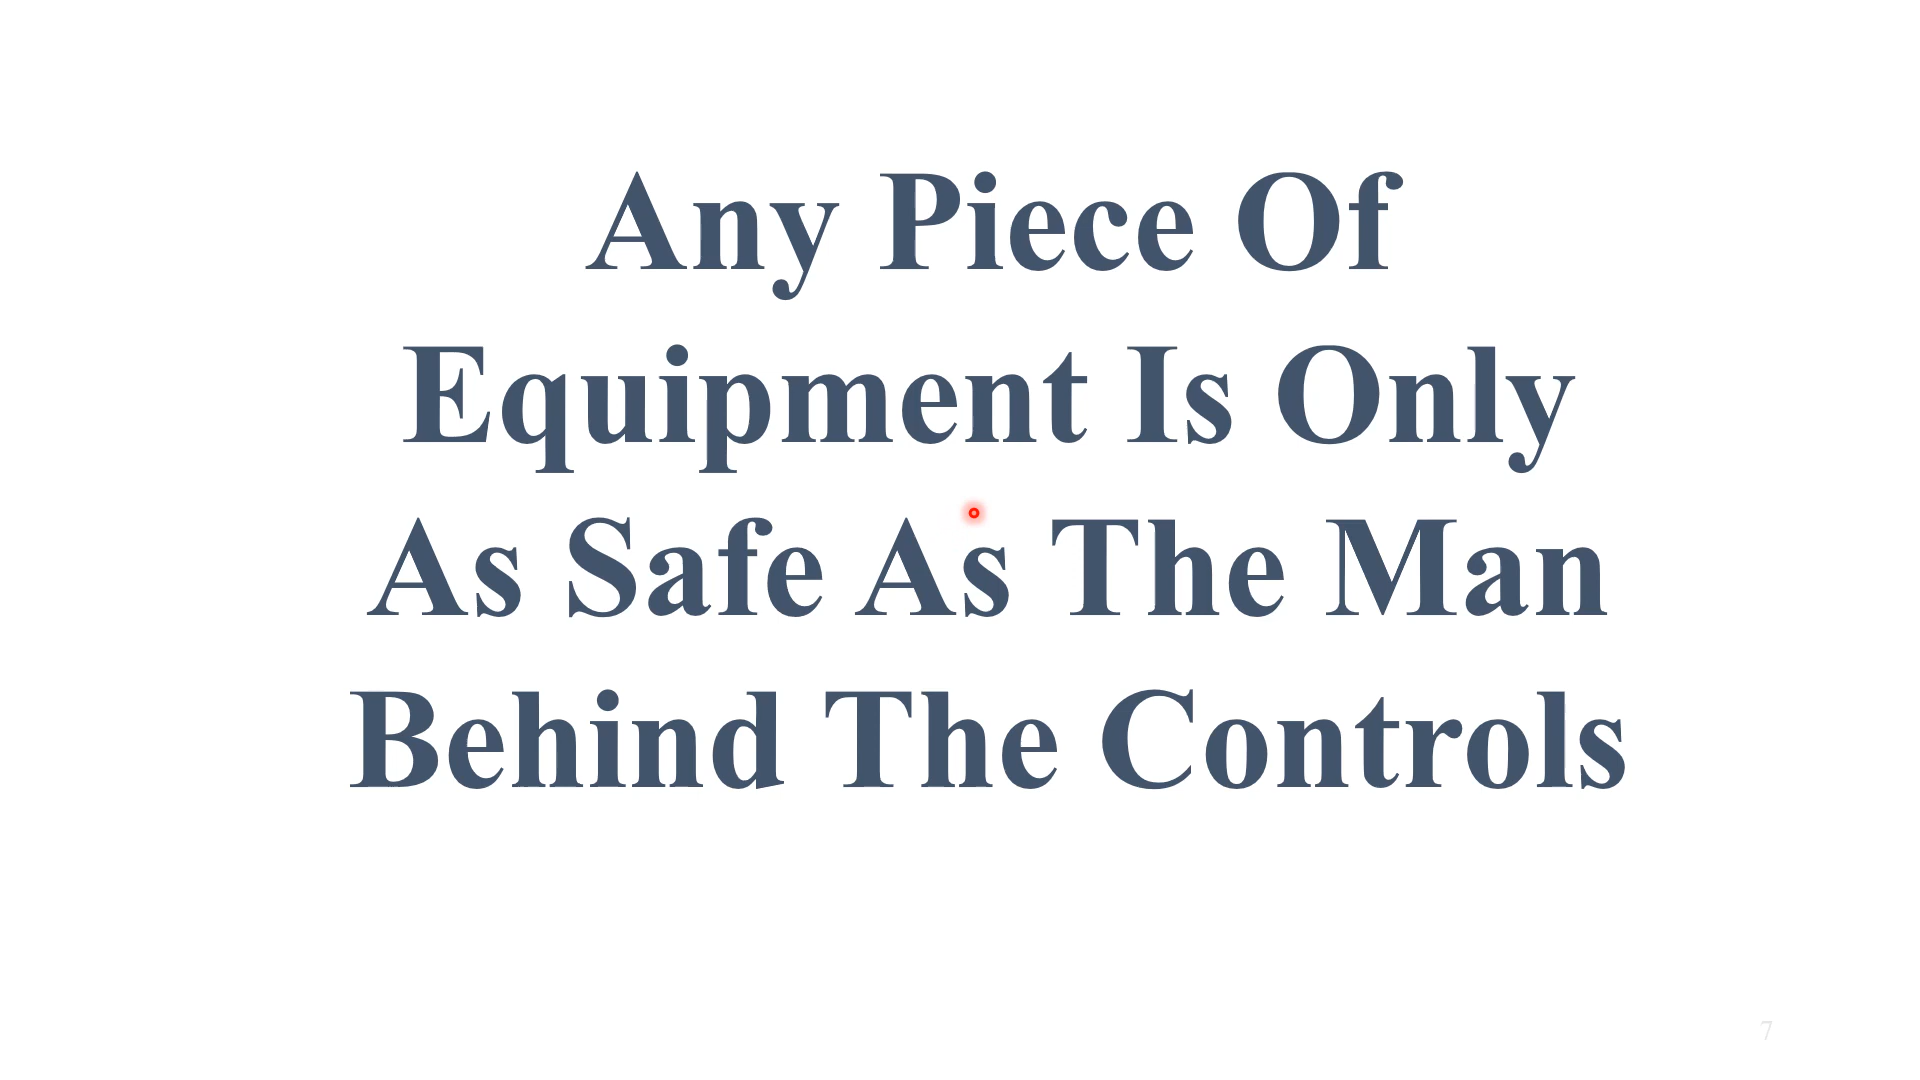 Any Piece Of
Equipment Is Only
As Safe As The Man
Behind The Controls
7